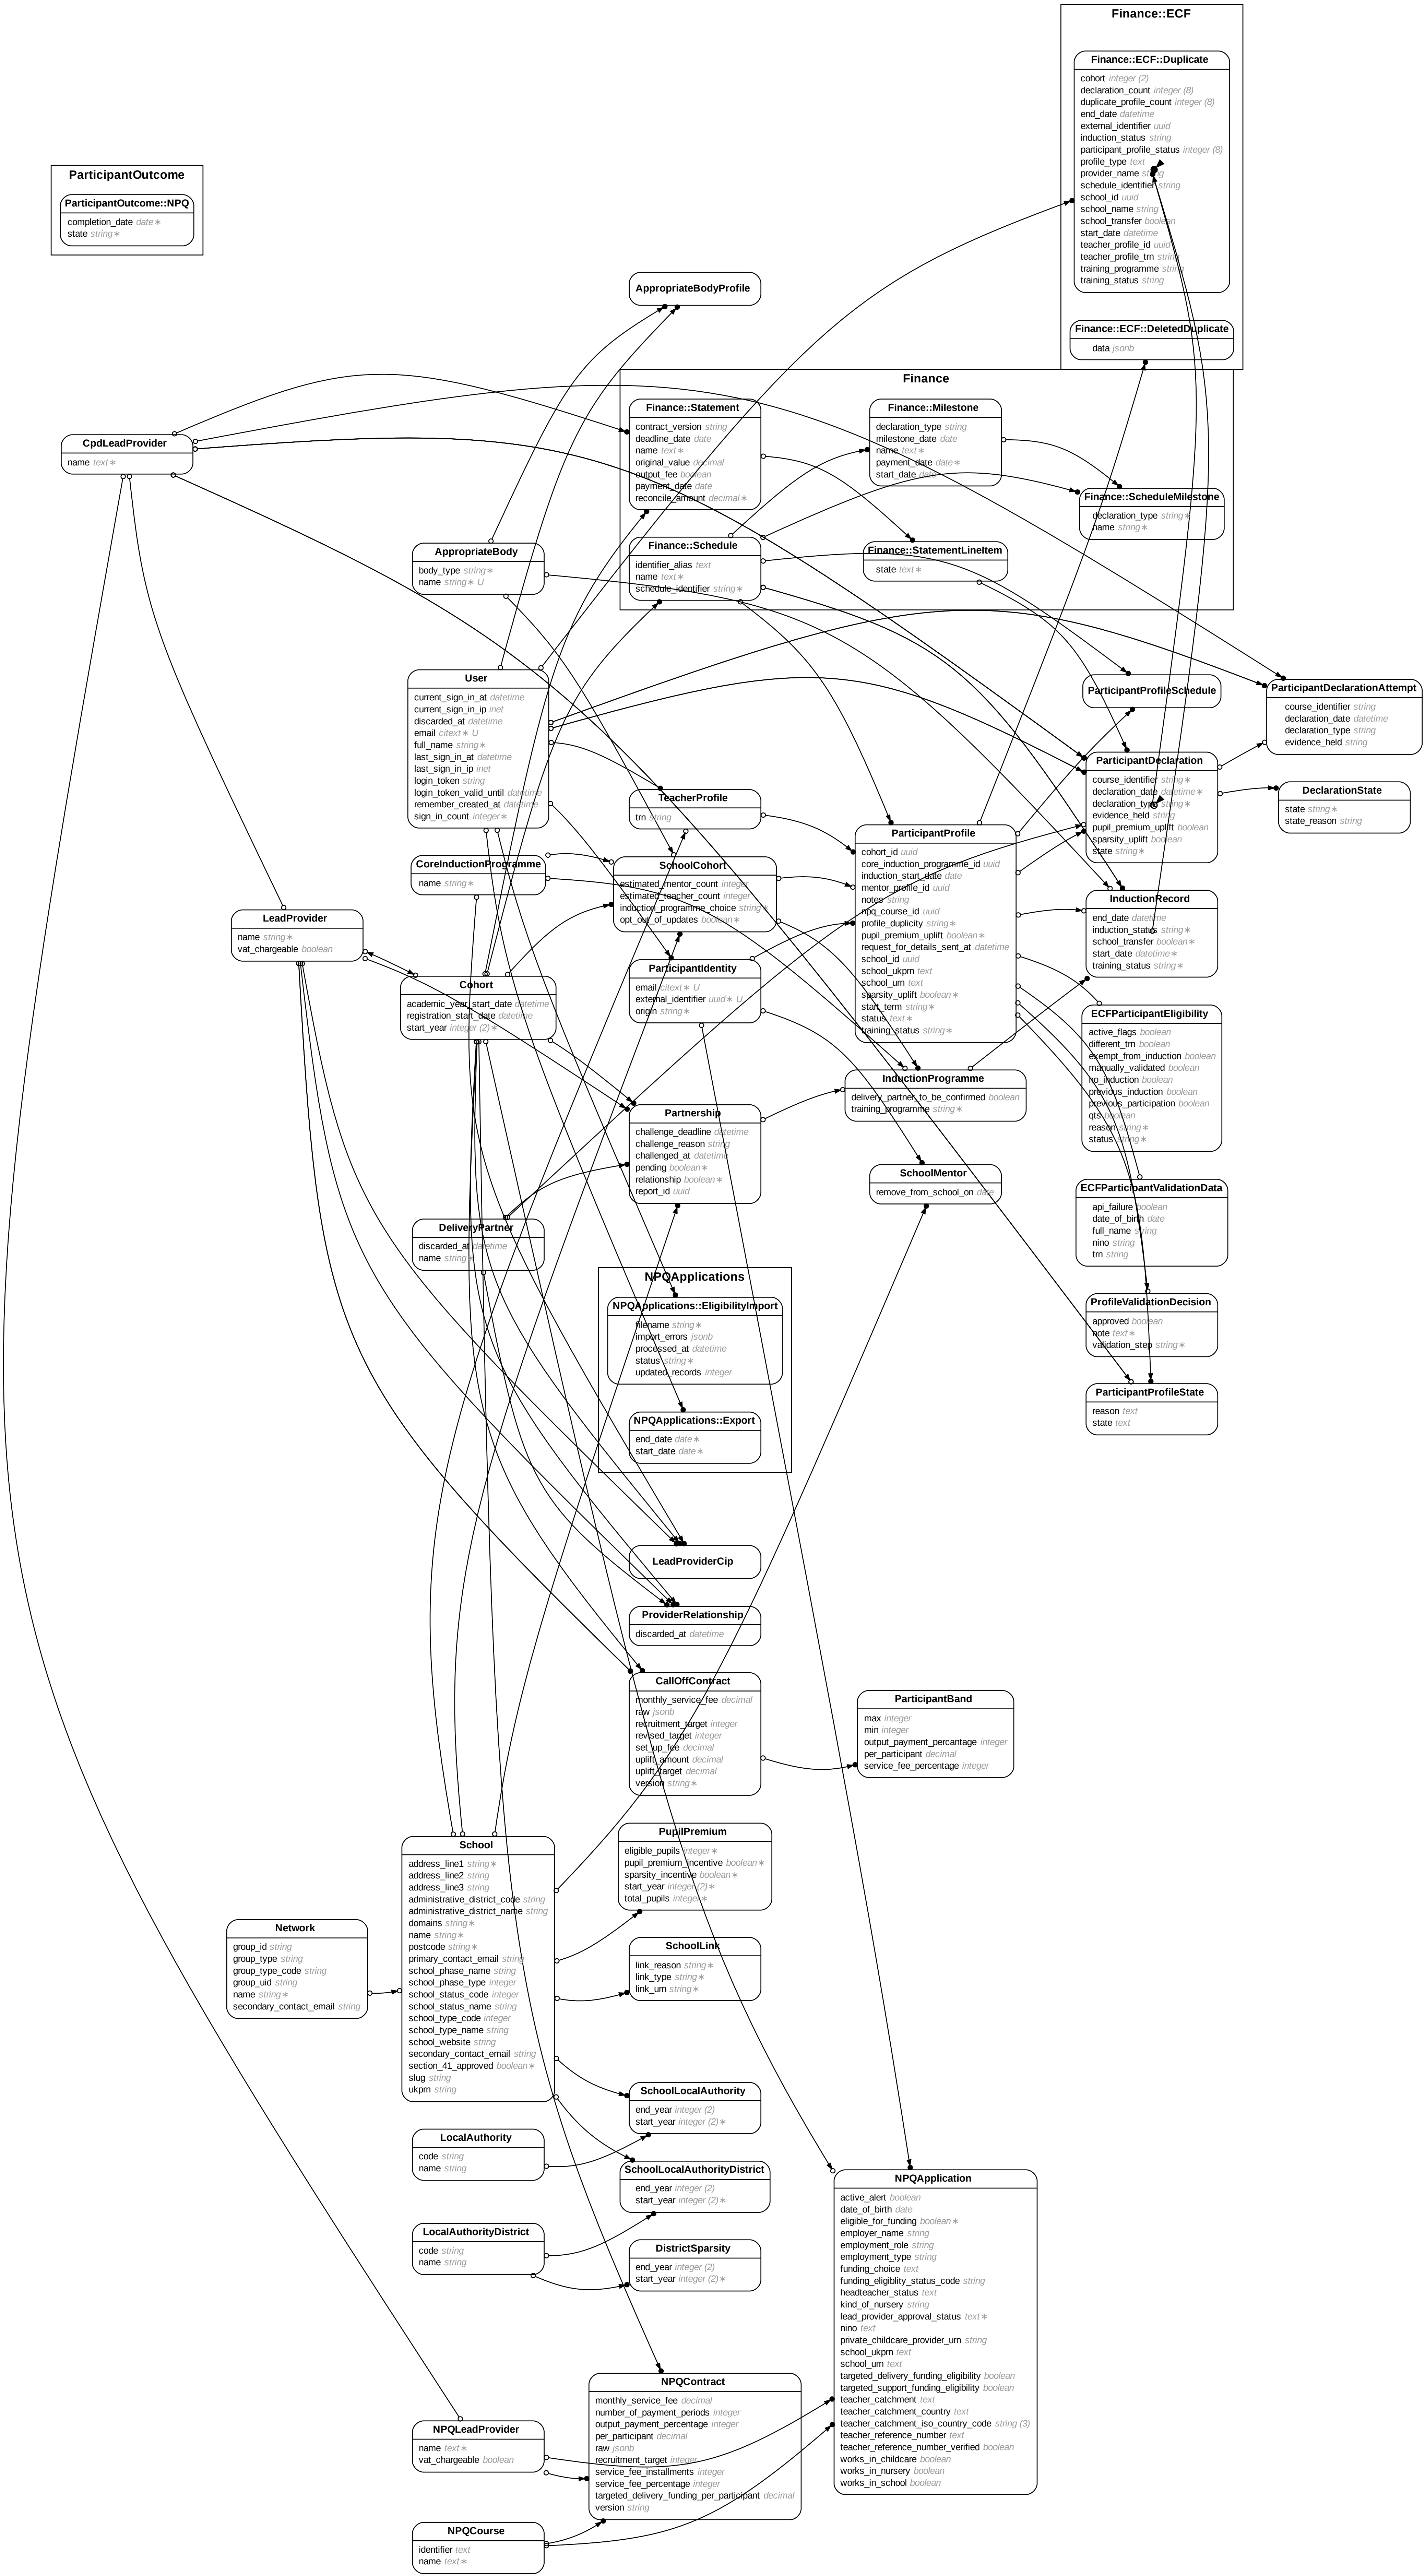 Finance::ECF
Finance::ECF::Duplicate
cohort integer (2)
declaration_count integer (8)
duplicate_profile_count integer (8)
end_date datetime
external_identifier uuid
induction_status string
participant_profile_status integer (8)
profile_type text
provider_name string
schedule_identifier string
school_id uuid
school_name string
school_transfer boolean
start_date datetime
teacher_profile_id uuid
teacher_profile_trn string
training_programme string
training_status string
Finance::ECF::DeletedDuplicate
data jsonb
ParticipantOutcome
ParticipantOutcome::NPQ
completion_date date∗
state string∗
AppropriateBodyProfile
Finance
Finance::Statement
contract_version string
deadline_date date
name text∗
original_value decimal
output_fee boolean
payment_date date
reconcile_amount decimal∗
Finance::Milestone
declaration_type string
milestone_date date
name text∗
payment_date date∗
start_date date
Finance::ScheduleMilestone
declaration_type string∗
name string∗
Finance::Schedule
identifier_alias text
name text∗
schedule_identifier string∗
Finance::StatementLineItem
state text∗
CpdLeadProvider
name text∗
AppropriateBody
body_type string∗
name string∗ U
User
current_sign_in_at datetime
current_sign_in_ip inet
discarded_at datetime
email citext∗ U
full_name string∗
last_sign_in_at datetime
last_sign_in_ip inet
login_token string
login_token_valid_until datetime
remember_created_at datetime
sign_in_count integer∗
ParticipantProfileSchedule
ParticipantDeclarationAttempt
course_identifier string
declaration_date datetime
declaration_type string
evidence_held string
ParticipantDeclaration
course_identifier string∗
declaration_date datetime∗
declaration_type string∗
evidence_held string
pupil_premium_uplift boolean
sparsity_uplift boolean
state string∗
DeclarationState
state string∗
state_reason string
TeacherProfile
trn string
CoreInductionProgramme
name string∗
SchoolCohort
estimated_mentor_count integer
estimated_teacher_count integer
induction_programme_choice string∗
opt_out_of_updates boolean∗
ParticipantProfile
cohort_id uuid
core_induction_programme_id uuid
induction_start_date date
mentor_profile_id uuid
notes string
npq_course_id uuid
profile_duplicity string∗
pupil_premium_uplift boolean∗
request_for_details_sent_at datetime
school_id uuid
school_ukprn text
school_urn text
sparsity_uplift boolean∗
start_term string∗
status text∗
training_status string∗
InductionRecord
end_date datetime
induction_status string∗
school_transfer boolean∗
start_date datetime∗
training_status string∗
LeadProvider
name string∗
vat_chargeable boolean
Cohort
academic_year_start_date datetime
registration_start_date datetime
start_year integer (2)∗
ParticipantIdentity
email citext∗ U
external_identifier uuid∗ U
origin string∗
ECFParticipantEligibility
active_flags boolean
different_trn boolean
exempt_from_induction boolean
manually_validated boolean
no_induction boolean
previous_induction boolean
previous_participation boolean
qts boolean
reason string∗
status string∗
InductionProgramme
delivery_partner_to_be_confirmed boolean
training_programme string∗
Partnership
challenge_deadline datetime
challenge_reason string
challenged_at datetime
pending boolean∗
relationship boolean∗
report_id uuid
SchoolMentor
remove_from_school_on date
ECFParticipantValidationData
api_failure boolean
date_of_birth date
full_name string
nino string
trn string
DeliveryPartner
discarded_at datetime
name string∗
NPQApplications
NPQApplications::EligibilityImport
filename string∗
import_errors jsonb
processed_at datetime
status string∗
updated_records integer
NPQApplications::Export
end_date date∗
start_date date∗
ProfileValidationDecision
approved boolean
note text∗
validation_step string∗
ParticipantProfileState
reason text
state text
LeadProviderCip
ProviderRelationship
discarded_at datetime
CallOffContract
monthly_service_fee decimal
raw jsonb
recruitment_target integer
revised_target integer
set_up_fee decimal
uplift_amount decimal
uplift_target decimal
version string∗
ParticipantBand
max integer
min integer
output_payment_percantage integer
per_participant decimal
service_fee_percentage integer
School
address_line1 string∗
address_line2 string
address_line3 string
administrative_district_code string
administrative_district_name string
domains string∗
name string∗
postcode string∗
primary_contact_email string
school_phase_name string
school_phase_type integer
school_status_code integer
school_status_name string
school_type_code integer
school_type_name string
school_website string
secondary_contact_email string
section_41_approved boolean∗
slug string
ukprn string
PupilPremium
eligible_pupils integer∗
pupil_premium_incentive boolean∗
sparsity_incentive boolean∗
start_year integer (2)∗
total_pupils integer∗
Network
group_id string
group_type string
group_type_code string
group_uid string
name string∗
secondary_contact_email string
SchoolLink
link_reason string∗
link_type string∗
link_urn string∗
SchoolLocalAuthority
end_year integer (2)
start_year integer (2)∗
LocalAuthority
code string
name string
SchoolLocalAuthorityDistrict
end_year integer (2)
start_year integer (2)∗
LocalAuthorityDistrict
code string
name string
DistrictSparsity
end_year integer (2)
start_year integer (2)∗
NPQApplication
active_alert boolean
date_of_birth date
eligible_for_funding boolean∗
employer_name string
employment_role string
employment_type string
funding_choice text
funding_eligiblity_status_code string
headteacher_status text
kind_of_nursery string
lead_provider_approval_status text∗
nino text
private_childcare_provider_urn string
school_ukprn text
school_urn text
targeted_delivery_funding_eligibility boolean
targeted_support_funding_eligibility boolean
teacher_catchment text
teacher_catchment_country text
teacher_catchment_iso_country_code string (3)
teacher_reference_number text
teacher_reference_number_verified boolean
works_in_childcare boolean
works_in_nursery boolean
works_in_school boolean
NPQContract
monthly_service_fee decimal
number_of_payment_periods integer
output_payment_percentage integer
per_participant decimal
raw jsonb
recruitment_target integer
service_fee_installments integer
service_fee_percentage integer
targeted_delivery_funding_per_participant decimal
version string
NPQLeadProvider
name text∗
vat_chargeable boolean
NPQCourse
identifier text
name text∗